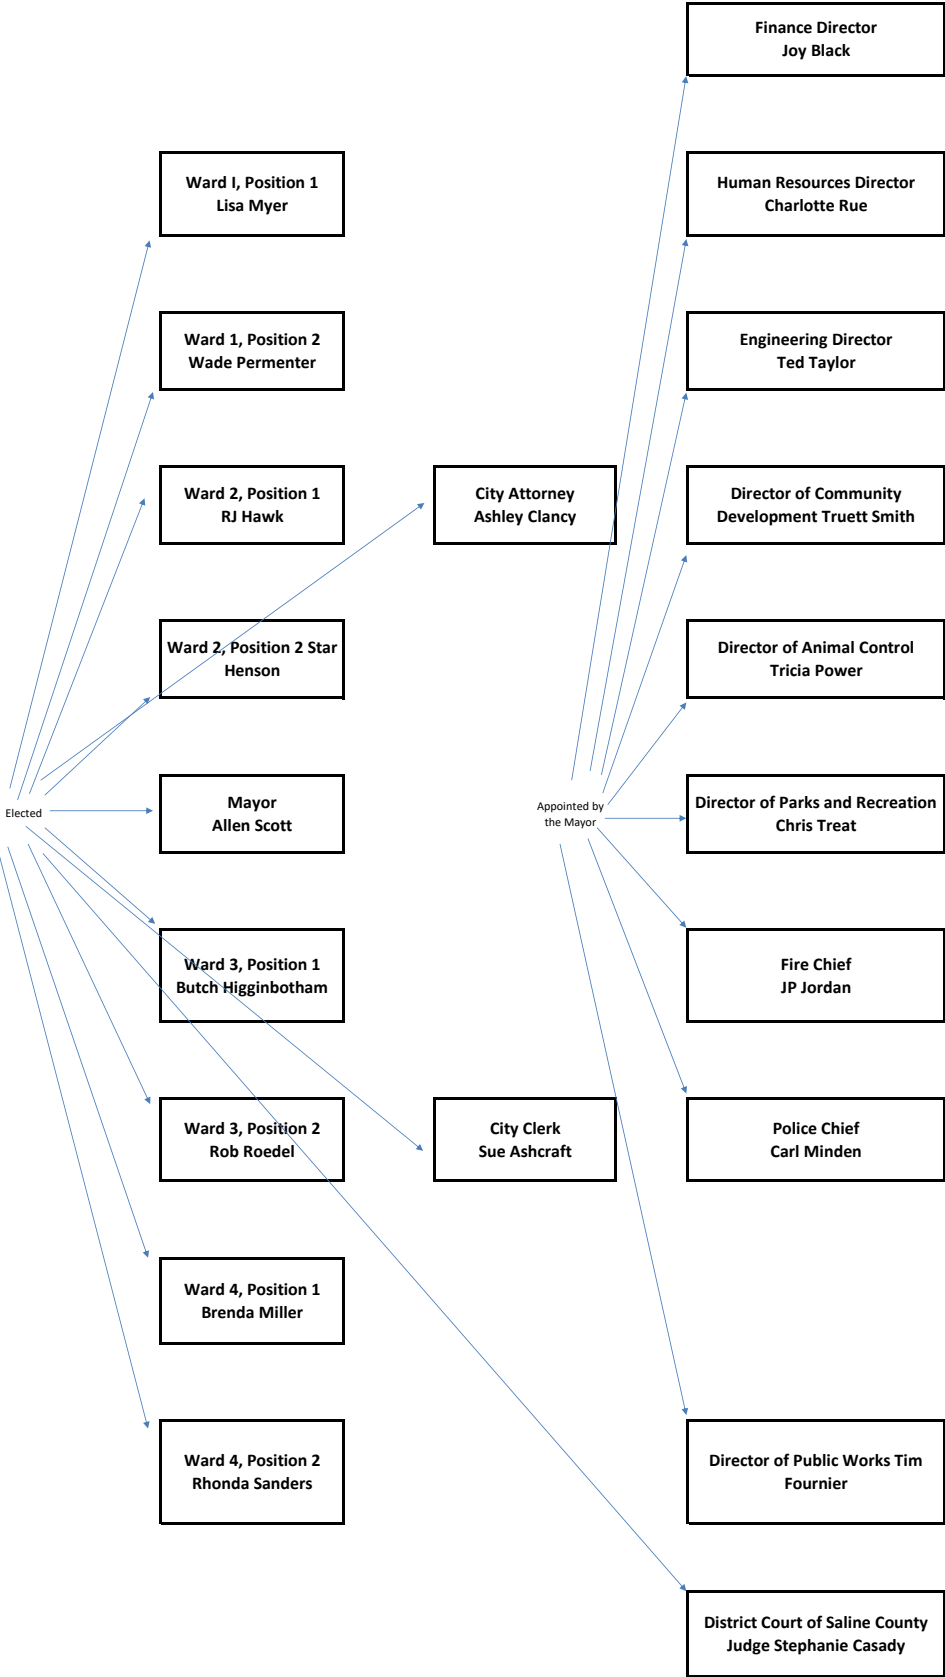 Finance Director
Joy Black
Ward I, Position 1
Lisa Myer
Human Resources Director
Charlotte Rue
Ward 1, Position 2
Wade Permenter
Engineering Director
Ted Taylor
Ward 2, Position 1
RJ Hawk
City Attorney
Ashley Clancy
Director of Community
Development Truett Smith
Ward 2, Position 2 Star
Henson
Director of Animal Control
Tricia Power
Elected
Mayor
Allen Scott
Appointed by
the Mayor
Director of Parks and Recreation
Chris Treat
Ward 3, Position 1
Butch Higginbotham
Fire Chief
JP Jordan
Ward 3, Position 2
Rob Roedel
City Clerk
Sue Ashcraft
Police Chief
Carl Minden
Ward 4, Position 1
Brenda Miller
Ward 4, Position 2
Rhonda Sanders
Director of Public Works Tim
Fournier
District Court of Saline County
Judge Stephanie Casady